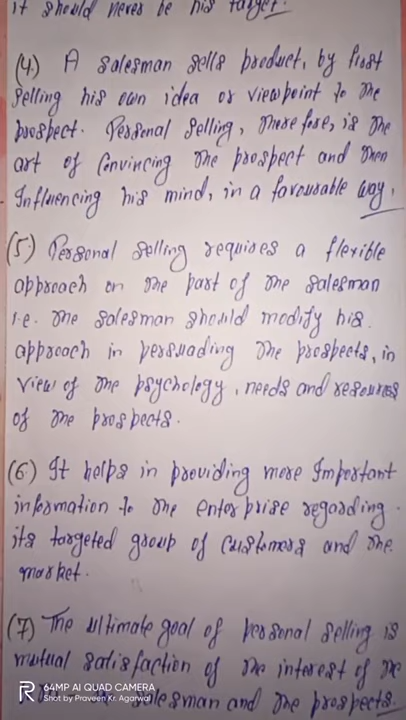 it should never be his target.
(4.) A salesman sells product, by first
selling his own idea or viewpoint to the
prospect. Personal selling, therefore, is the
art of Convincing the prospect and then
Influencing his mind, in a favourable way.
(5) Personal selling requires a flexible
approach on the part of the salesman
i.e. the salesman should modify his
approach in persuading the prospects, in
view of the psychology, needs and resources
of the prospects.
(6.) It helps in providing more Important
information to the enterprise regarding
its targeted group of customers and the
market.
(7) The ultimate goal of personal selling is
mutual satisfaction of the interest of the
salesman and the prospects.
64MP AI QUAD CAMERA
Shot by Praveen Kr. Agarwal